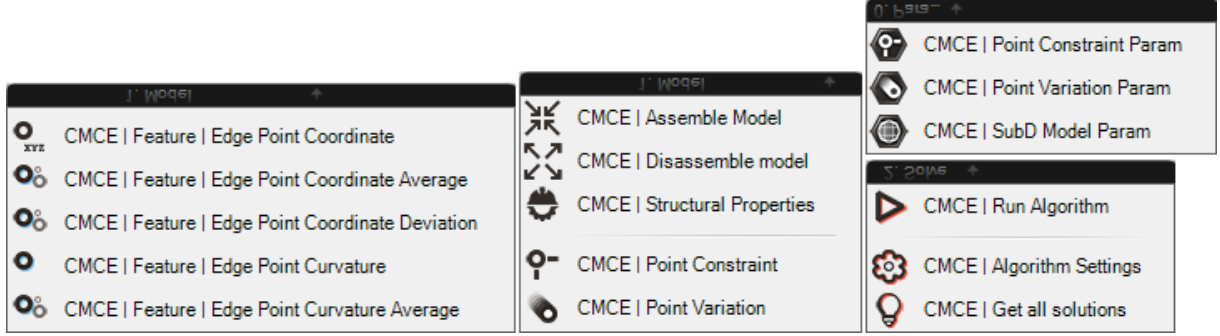 1. Model
CMCE | Feature | Edge Point Coordinate
XYZ
CMCE | Feature | Edge Point Coordinate Average
CMCE | Feature | Edge Point Coordinate Deviation
CMCE | Feature | Edge Point Curvature
CMCE | Feature | Edge Point Curvature Average
1. Model
CMCE | Assemble Model
CMCE | Disassemble model
CMCE | Structural Properties
CMCE | Point Constraint
CMCE | Point Variation
0. Para_
CMCE | Point Constraint Param
CMCE | Point Variation Param
CMCE | SubD Model Param
2. Solve
CMCE | Run Algorithm
CMCE | Algorithm Settings
CMCE | Get all solutions